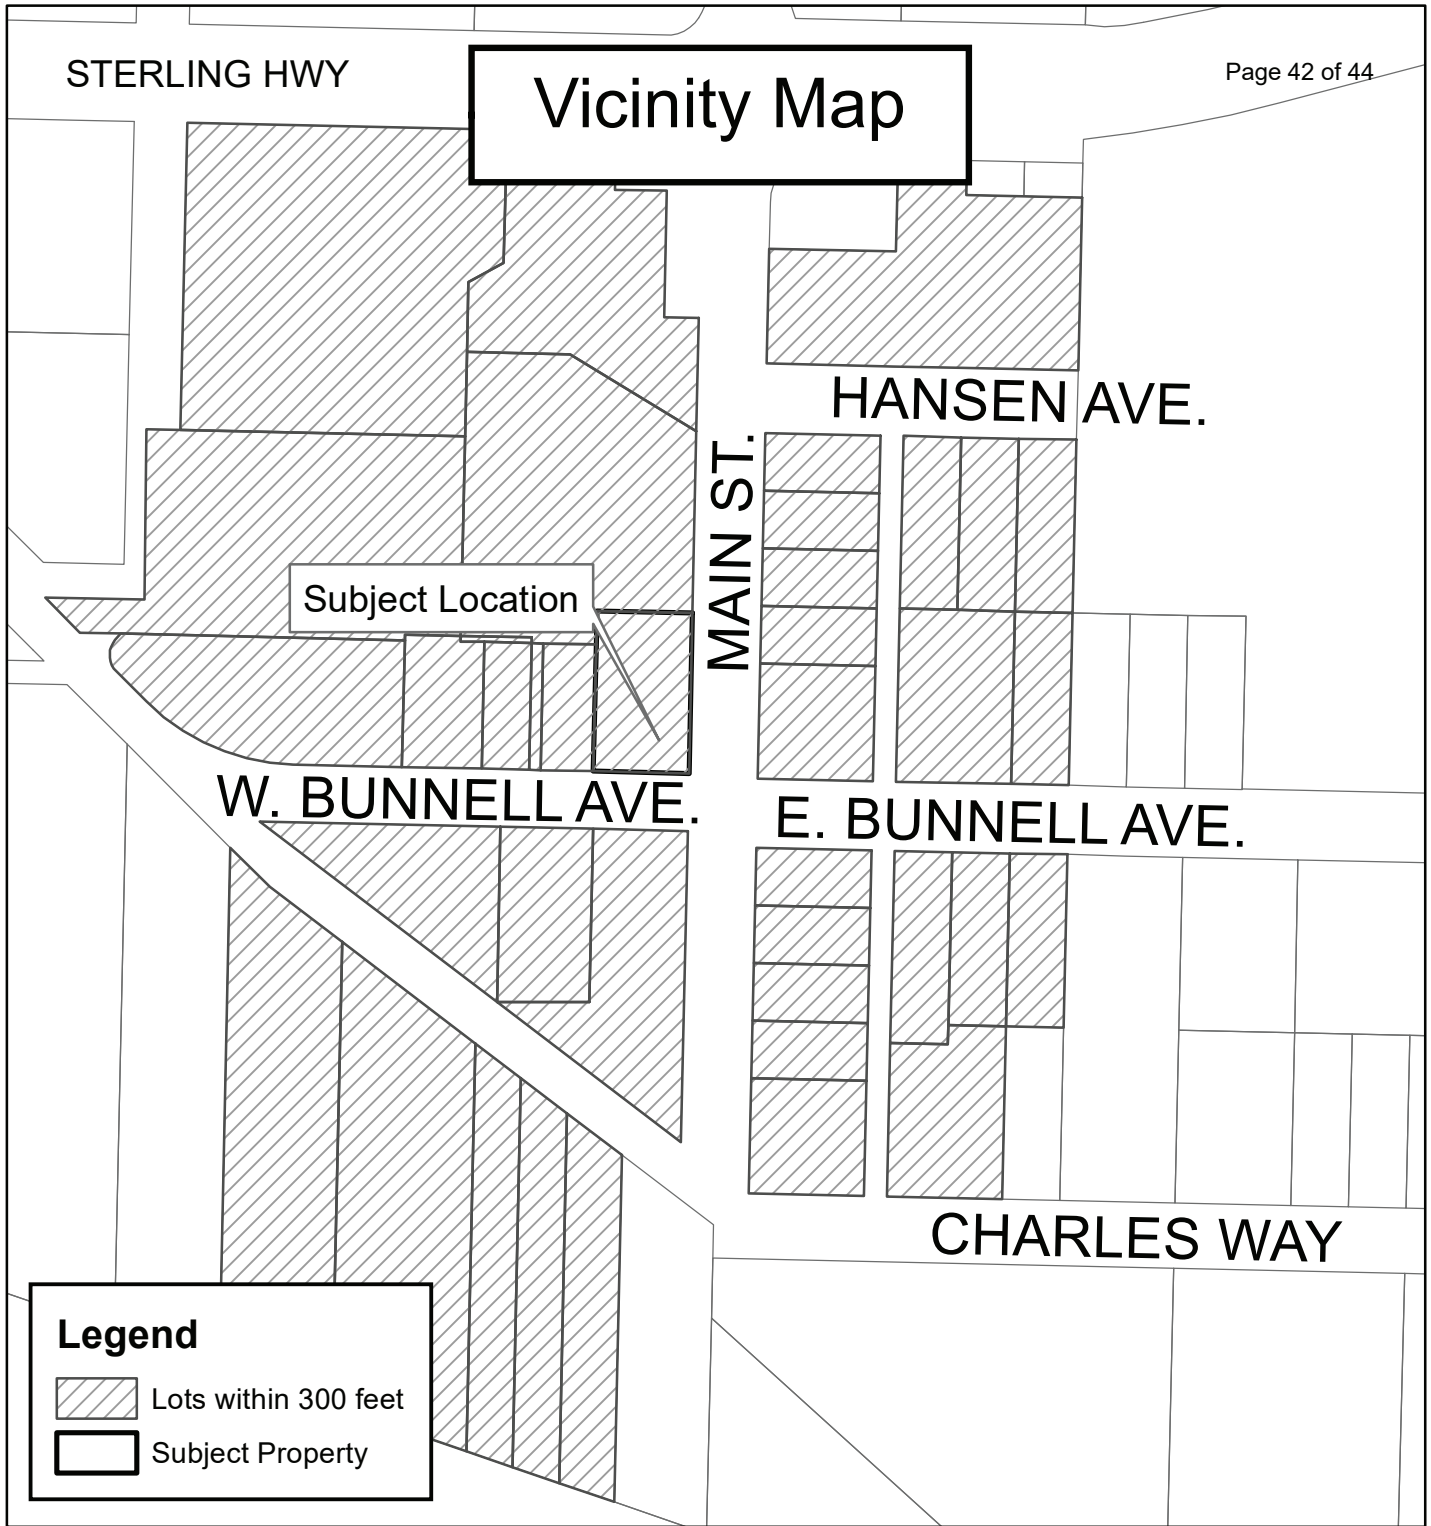 STERLING HWY
Vicinity Map
Page 42 of 44
HANSEN AVE.
MAIN ST.
Subject Location
W. BUNNELL AVE.
E. BUNNELL AVE.
CHARLES WAY
Legend
Lots within 300 feet
Subject Property